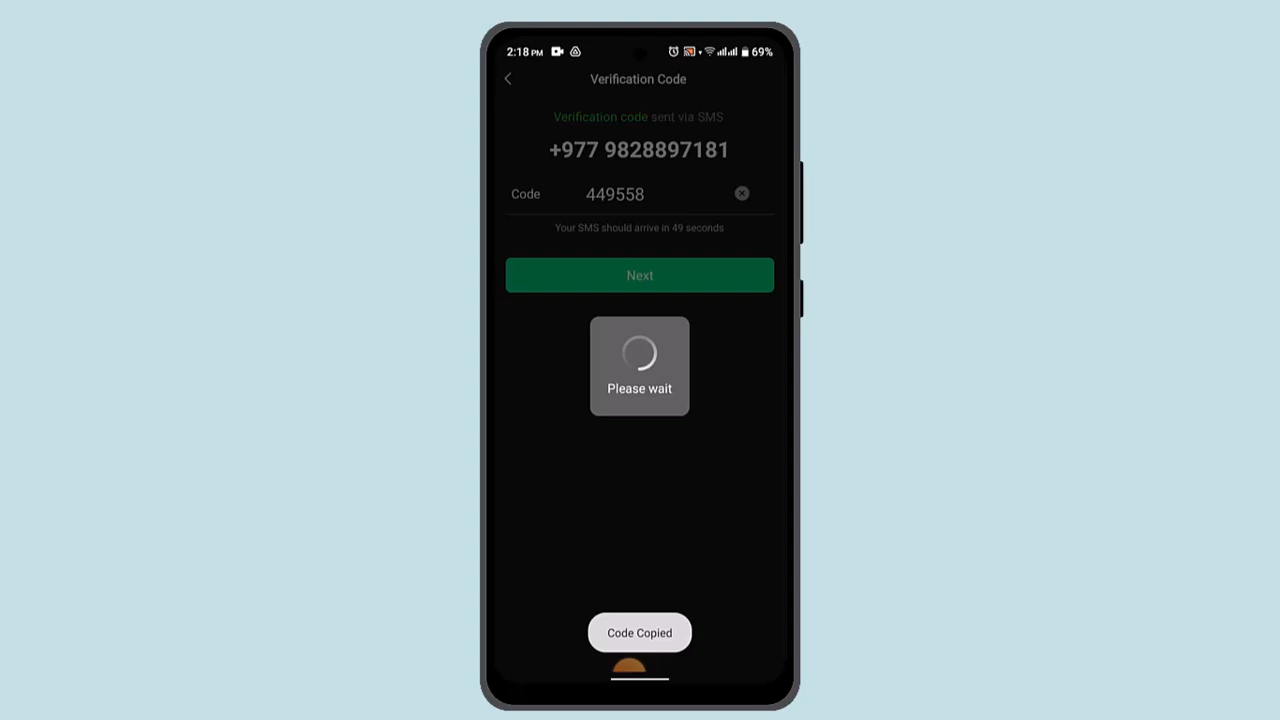 2:18 PM 69%
Verification Code
Verification code sent via SMS
+977 9828897181
Code 449558
Your SMS should arrive in 49 seconds
Next
Please wait
Code Copied